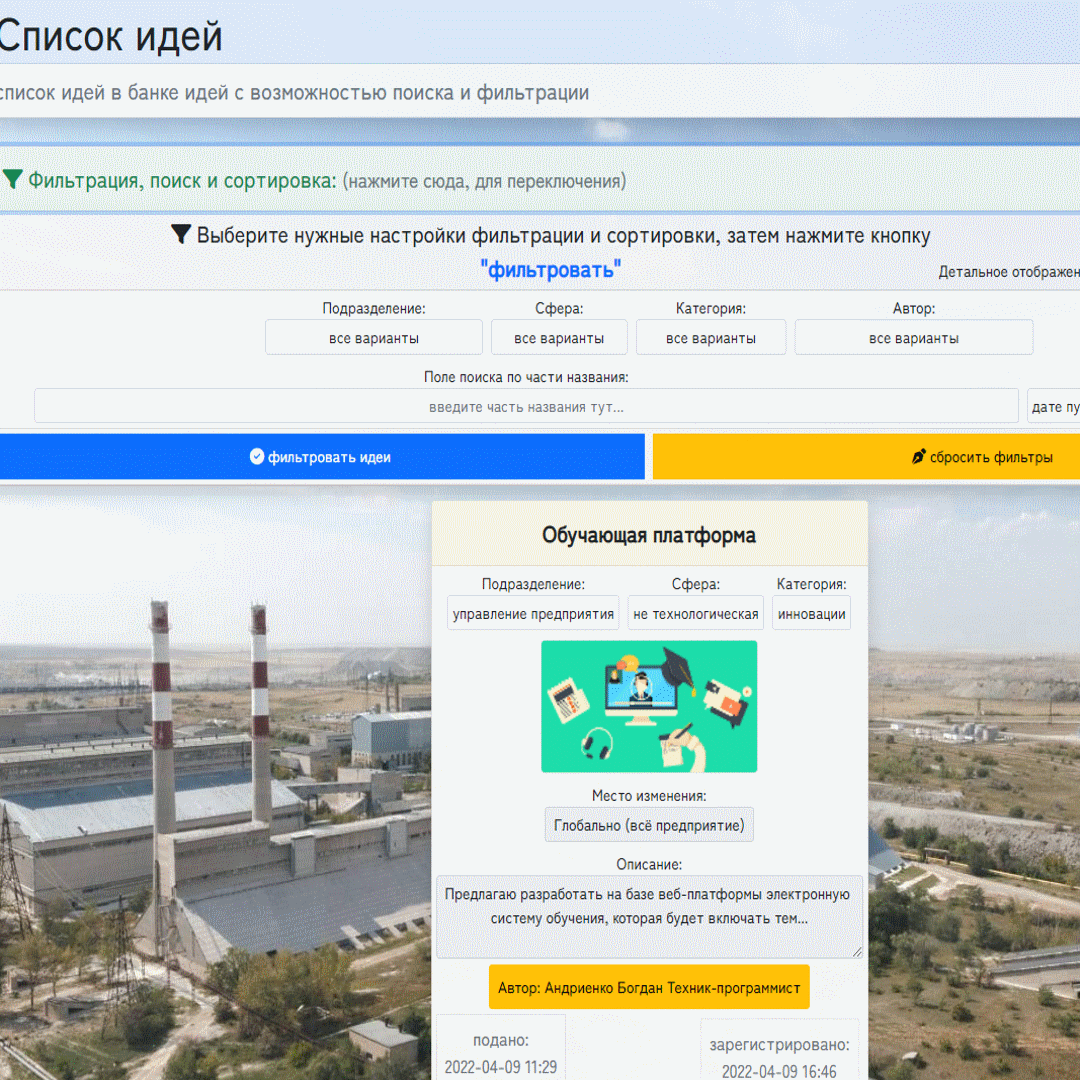 Список идей
список идей в банке идей с возможностью поиска и фильтрации
Фильтрация, поиск и сортировка: (нажмите сюда, для переключения)
Выберите нужные настройки фильтрации и сортировки, затем нажмите кнопку
"фильтровать"
Детальное отображен
Подразделение: Сфера: Категория: Автор:
все варианты все варианты все варианты все варианты
Поле поиска по части названия:
введите часть названия тут... дате пу
фильтровать идеи сбросить фильтры
Обучающая платформа
Подразделение: Сфера: Категория:
управление предприятия не технологическая инновации
Место изменения:
Глобально (всё предприятие)
Описание:
Предлагаю разработать на базе веб-платформы электронную
систему обучения, которая будет включать тем...
Автор: Андриенко Богдан Техник-программист
подано: зарегистрировано:
2022-04-09 11:29 2022-04-09 16:46